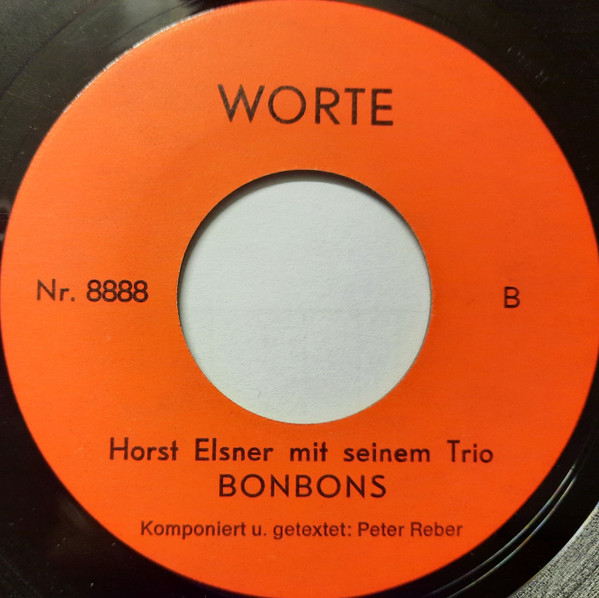 WORTE
Nr. 8888
B
Horst Elsner mit seinem Trio
BONBONS
Komponiert u. getextet: Peter Reber